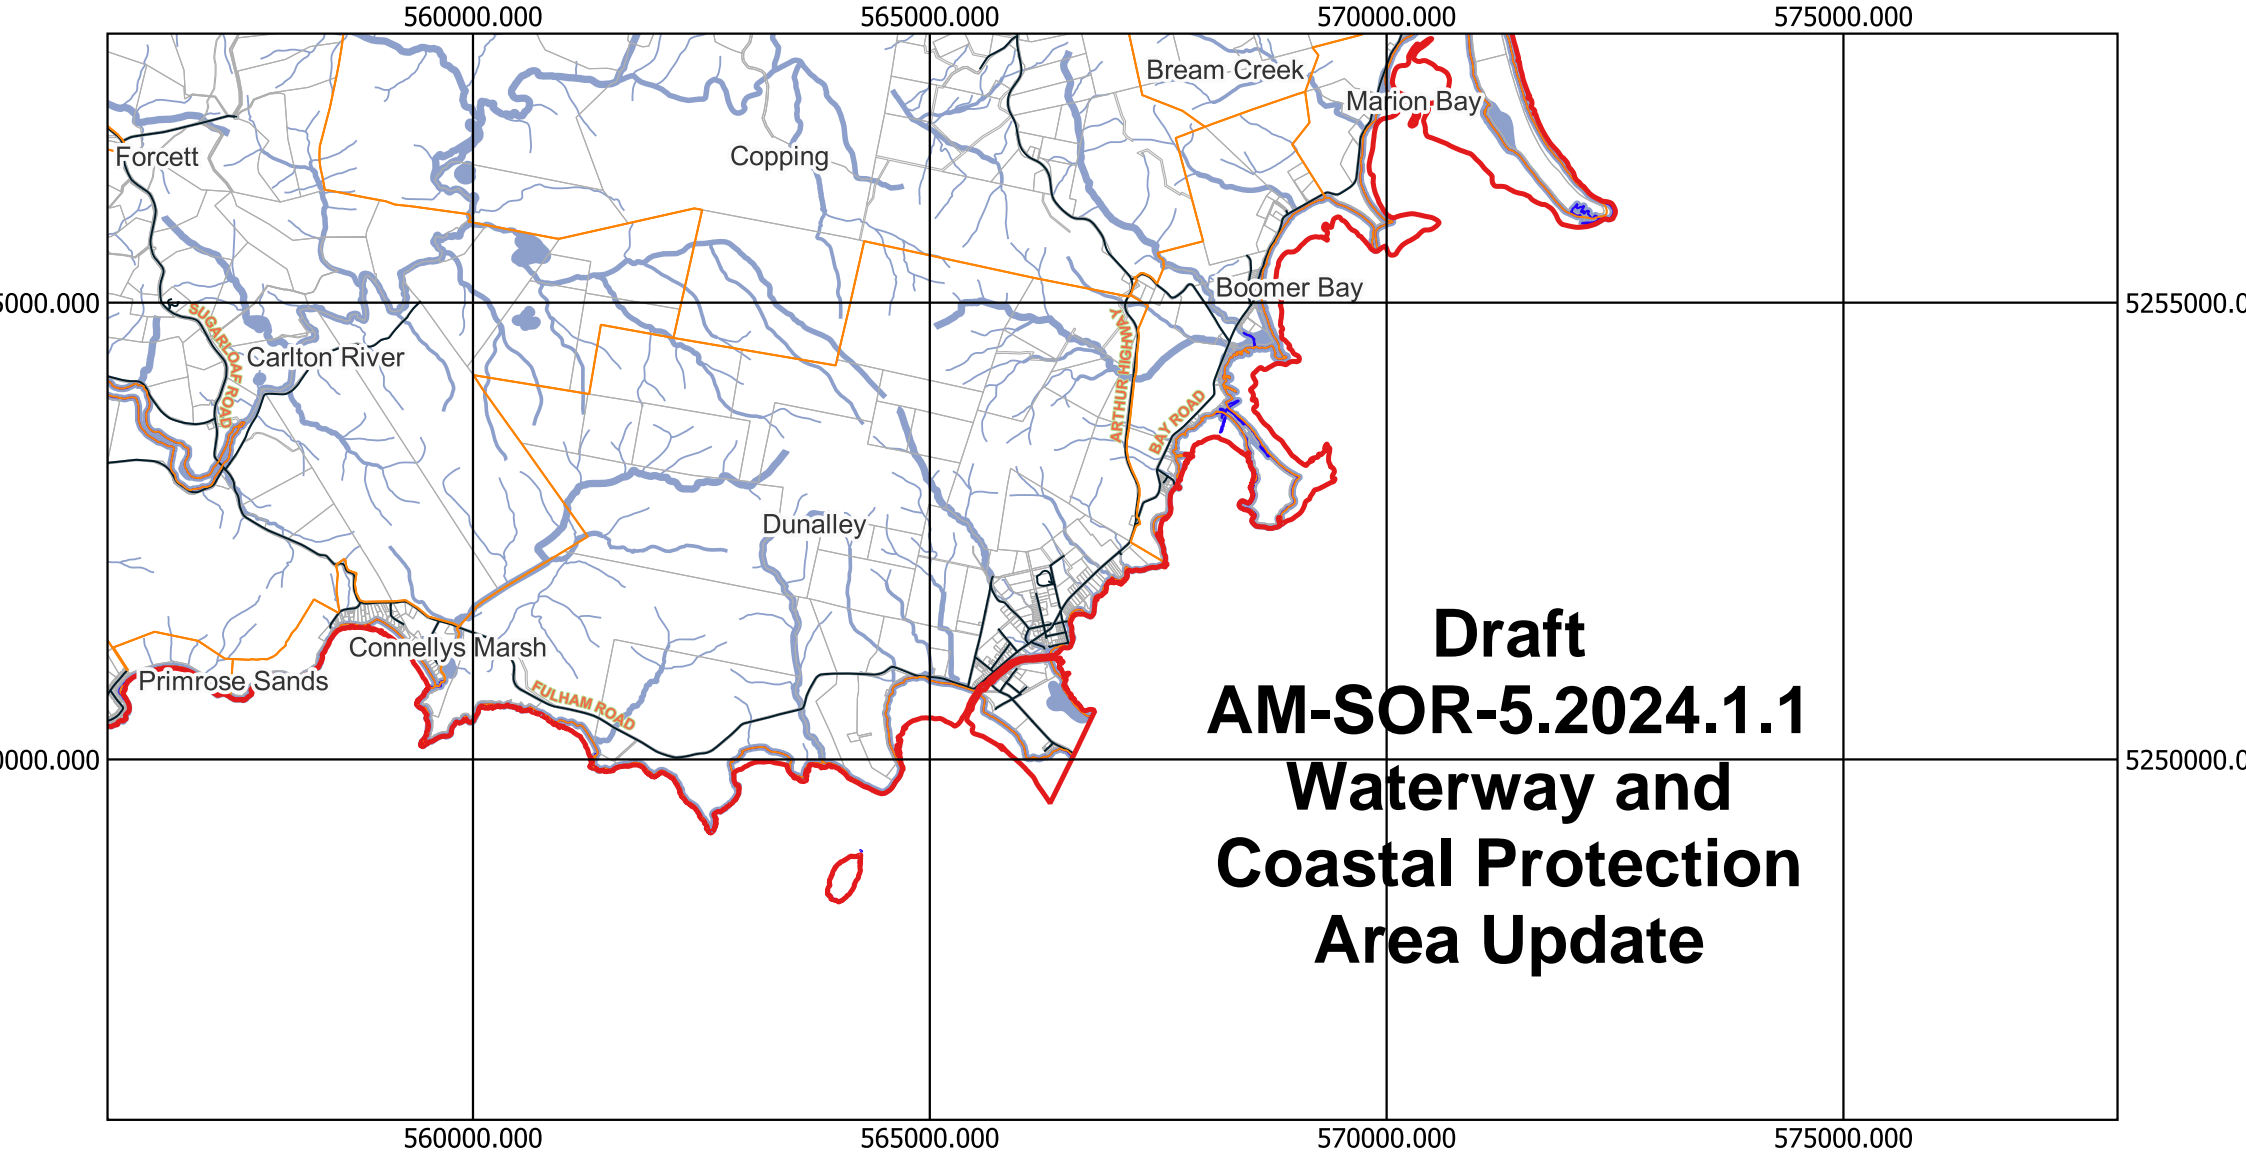 560000.000 565000.000 570000.000 575000.000
Bream Creek
Marion Bay
Forcett
Copping
Boomer Bay
5000.000
5255000.0
SUGARLOAF ROAD
ARTHUR HIGHWAY
Carlton River
BAY ROAD
Dunalley
Connellys Marsh
Primrose Sands
FULHAM ROAD
Draft
AM-SOR-5.2024.1.1
Waterway and
Coastal Protection
Area Update
0000.000
5250000.0
560000.000 565000.000 570000.000 575000.000